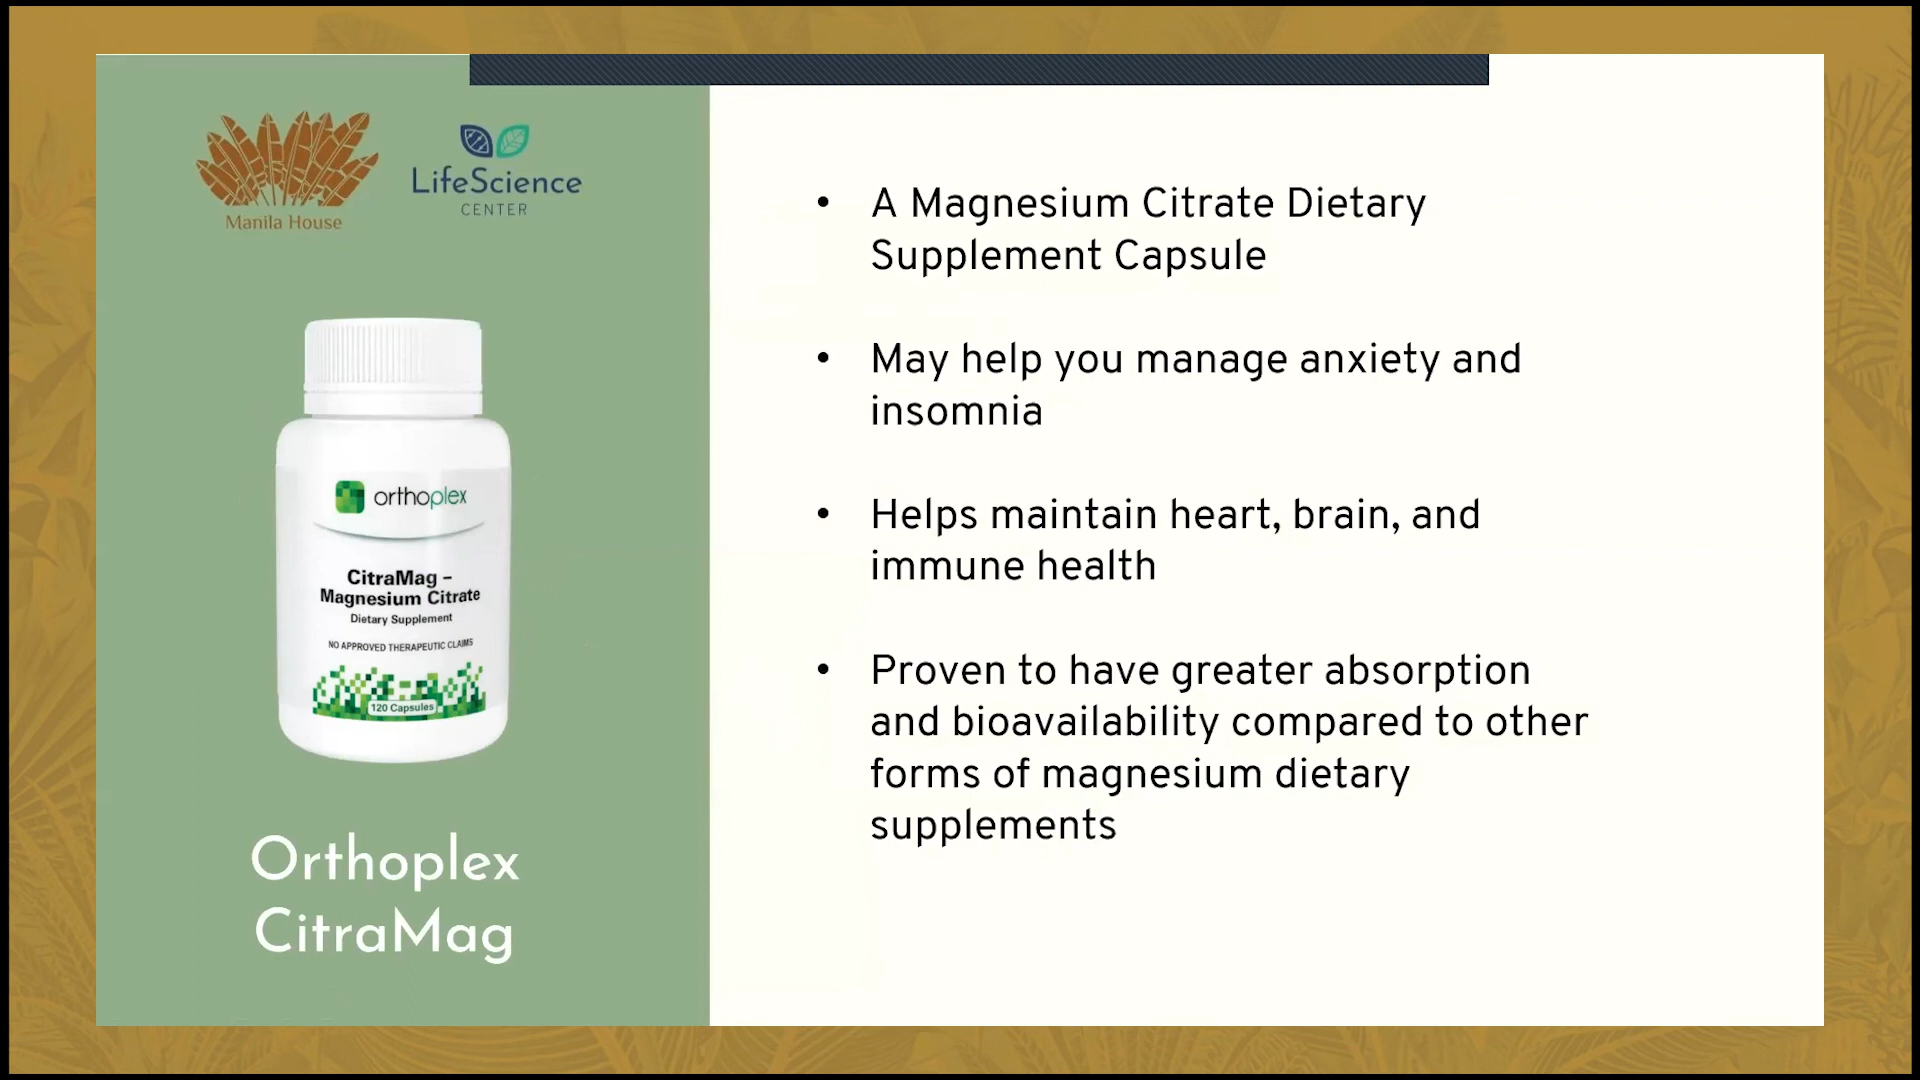 Manila House
LifeScience
CENTER
orthoplex
CitraMag –
Magnesium Citrate
Dietary Supplement
NO APPROVED THERAPEUTIC CLAIMS
120 Capsules
Orthoplex
CitraMag
• A Magnesium Citrate Dietary
Supplement Capsule
• May help you manage anxiety and
insomnia
• Helps maintain heart, brain, and
immune health
• Proven to have greater absorption
and bioavailability compared to other
forms of magnesium dietary
supplements